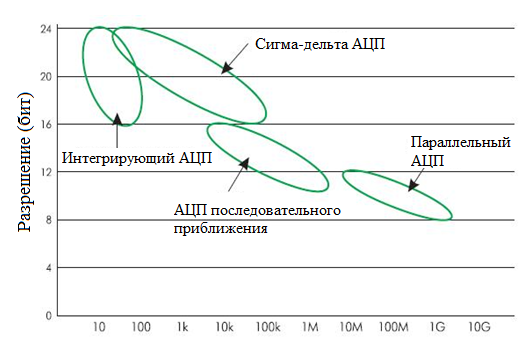 24
Сигма-дельта АЦП
20
16
Интегрирующий АЦП
Параллельный
АЦП
12
АЦП последовательного
приближения
8
4
0
Разрешение (бит)
10 100 1k 10k 100k 1M 10M 100M 1G 10G